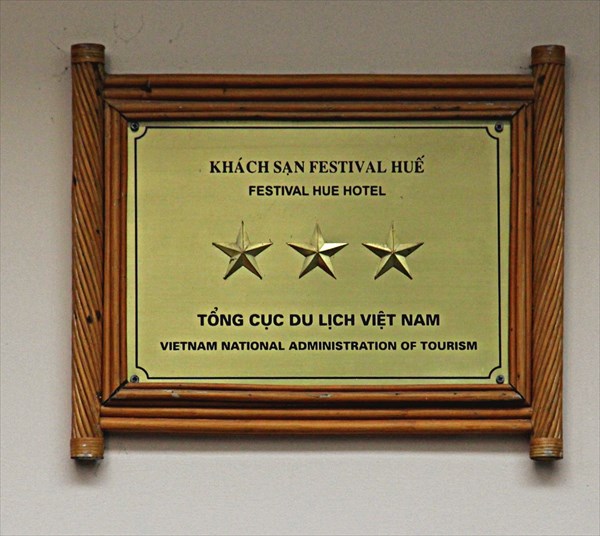 KHÁCH SẠN FESTIVAL HUẾ
FESTIVAL HUE HOTEL
TỔNG CỤC DU LỊCH VIỆT NAM
VIETNAM NATIONAL ADMINISTRATION OF TOURISM